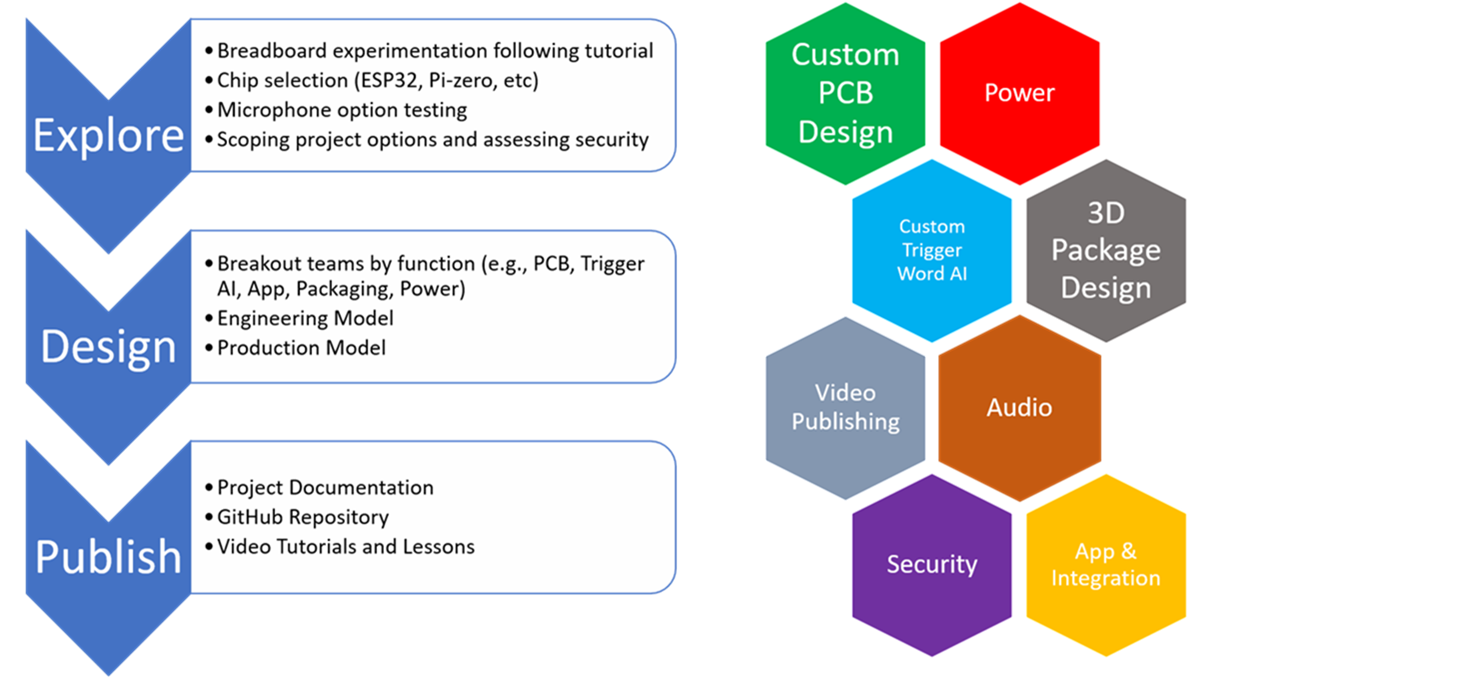 Explore
• Breadboard experimentation following tutorial
• Chip selection (ESP32, Pi-zero, etc)
• Microphone option testing
• Scoping project options and assessing security
Design
• Breakout teams by function (e.g., PCB, Trigger
AI, App, Packaging, Power)
• Engineering Model
• Production Model
Publish
• Project Documentation
• GitHub Repository
• Video Tutorials and Lessons
Custom
PCB
Design
Power
Custom
Trigger
Word AI
3D
Package
Design
Video
Publishing
Audio
Security
App &
Integration